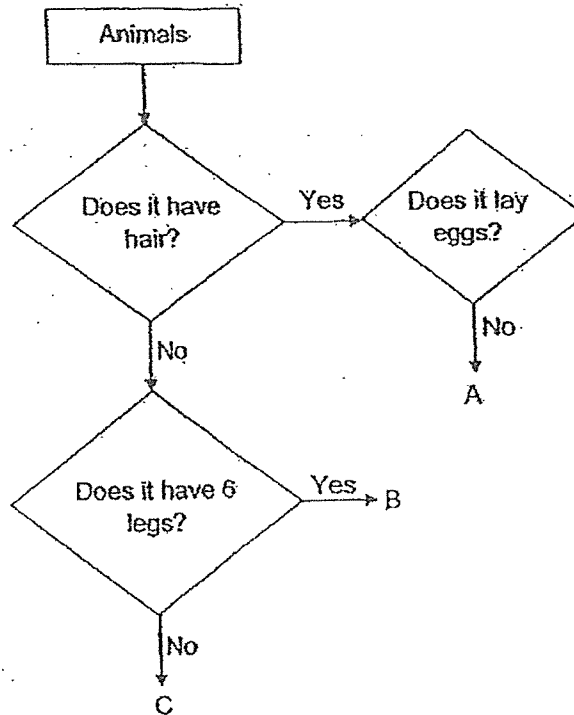 Animals
Does it have
hair?
Yes
Does it lay
eggs?
No
A
No
Does it have 6
legs?
Yes
B
No
C